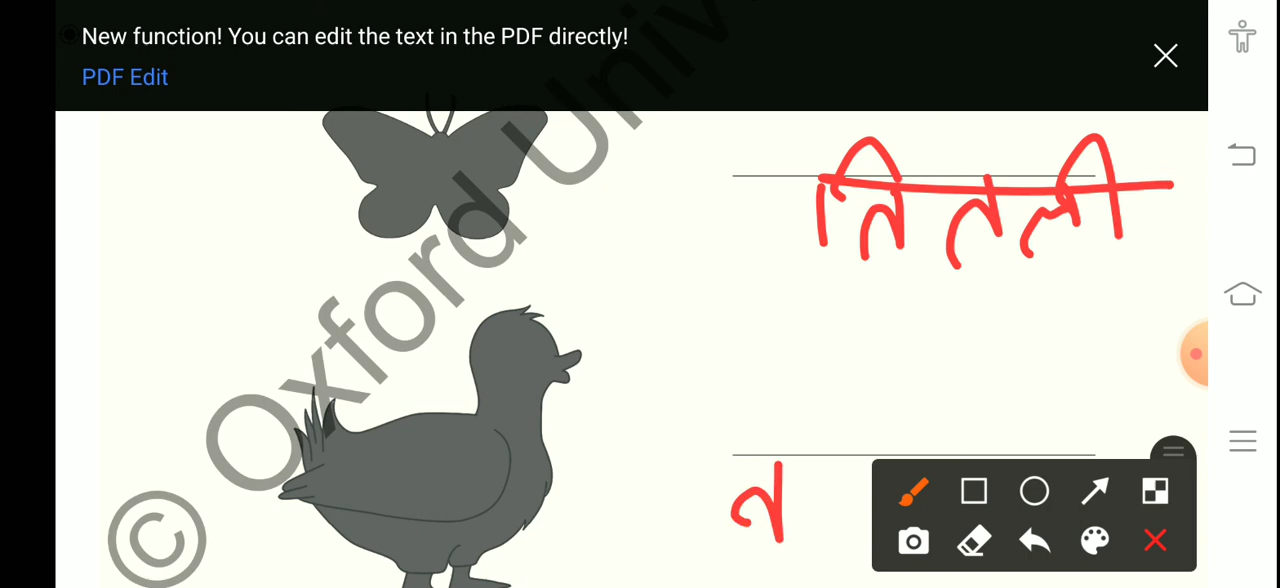 New function! You can edit the text in the PDF directly!
PDF Edit
तितली
© Oxford Univ